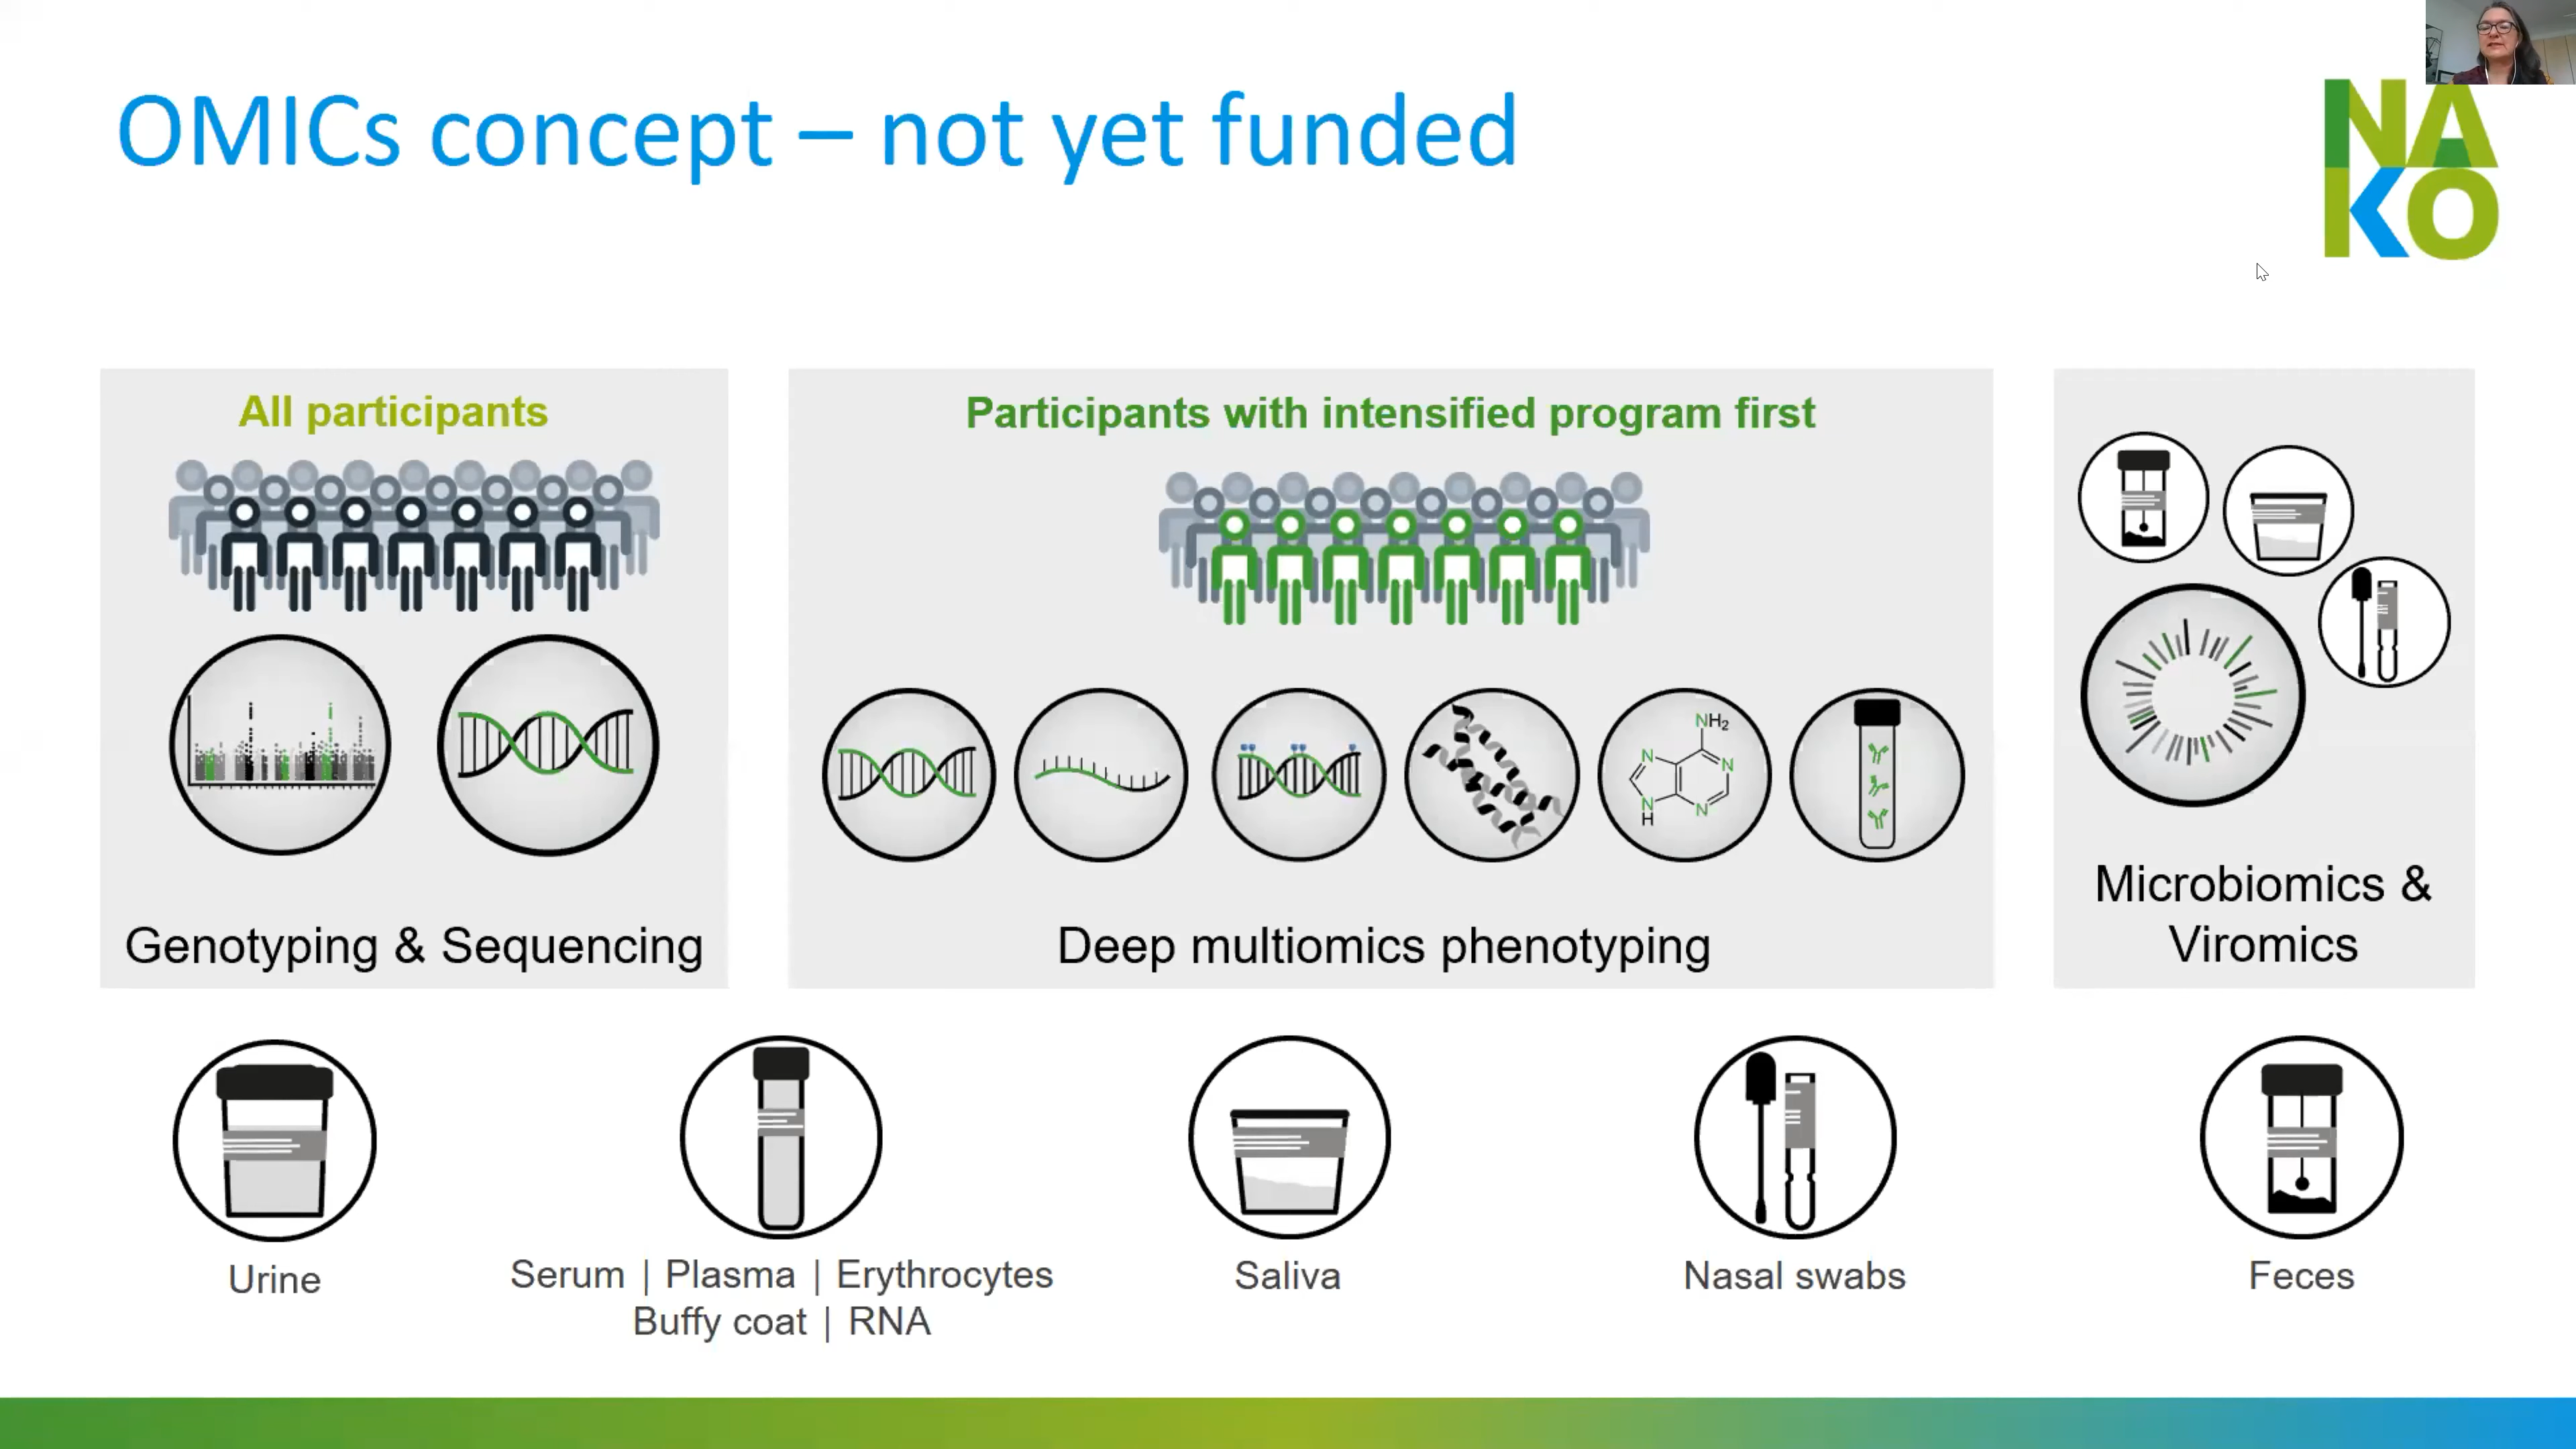 OMICs concept – not yet funded
NA
KO
All participants
Genotyping & Sequencing
Participants with intensified program first
NH2
N
N
N
N
H
Deep multiomics phenotyping
Microbiomics &
Viromics
Urine
Serum | Plasma | Erythrocytes
Buffy coat | RNA
Saliva
Nasal swabs
Feces